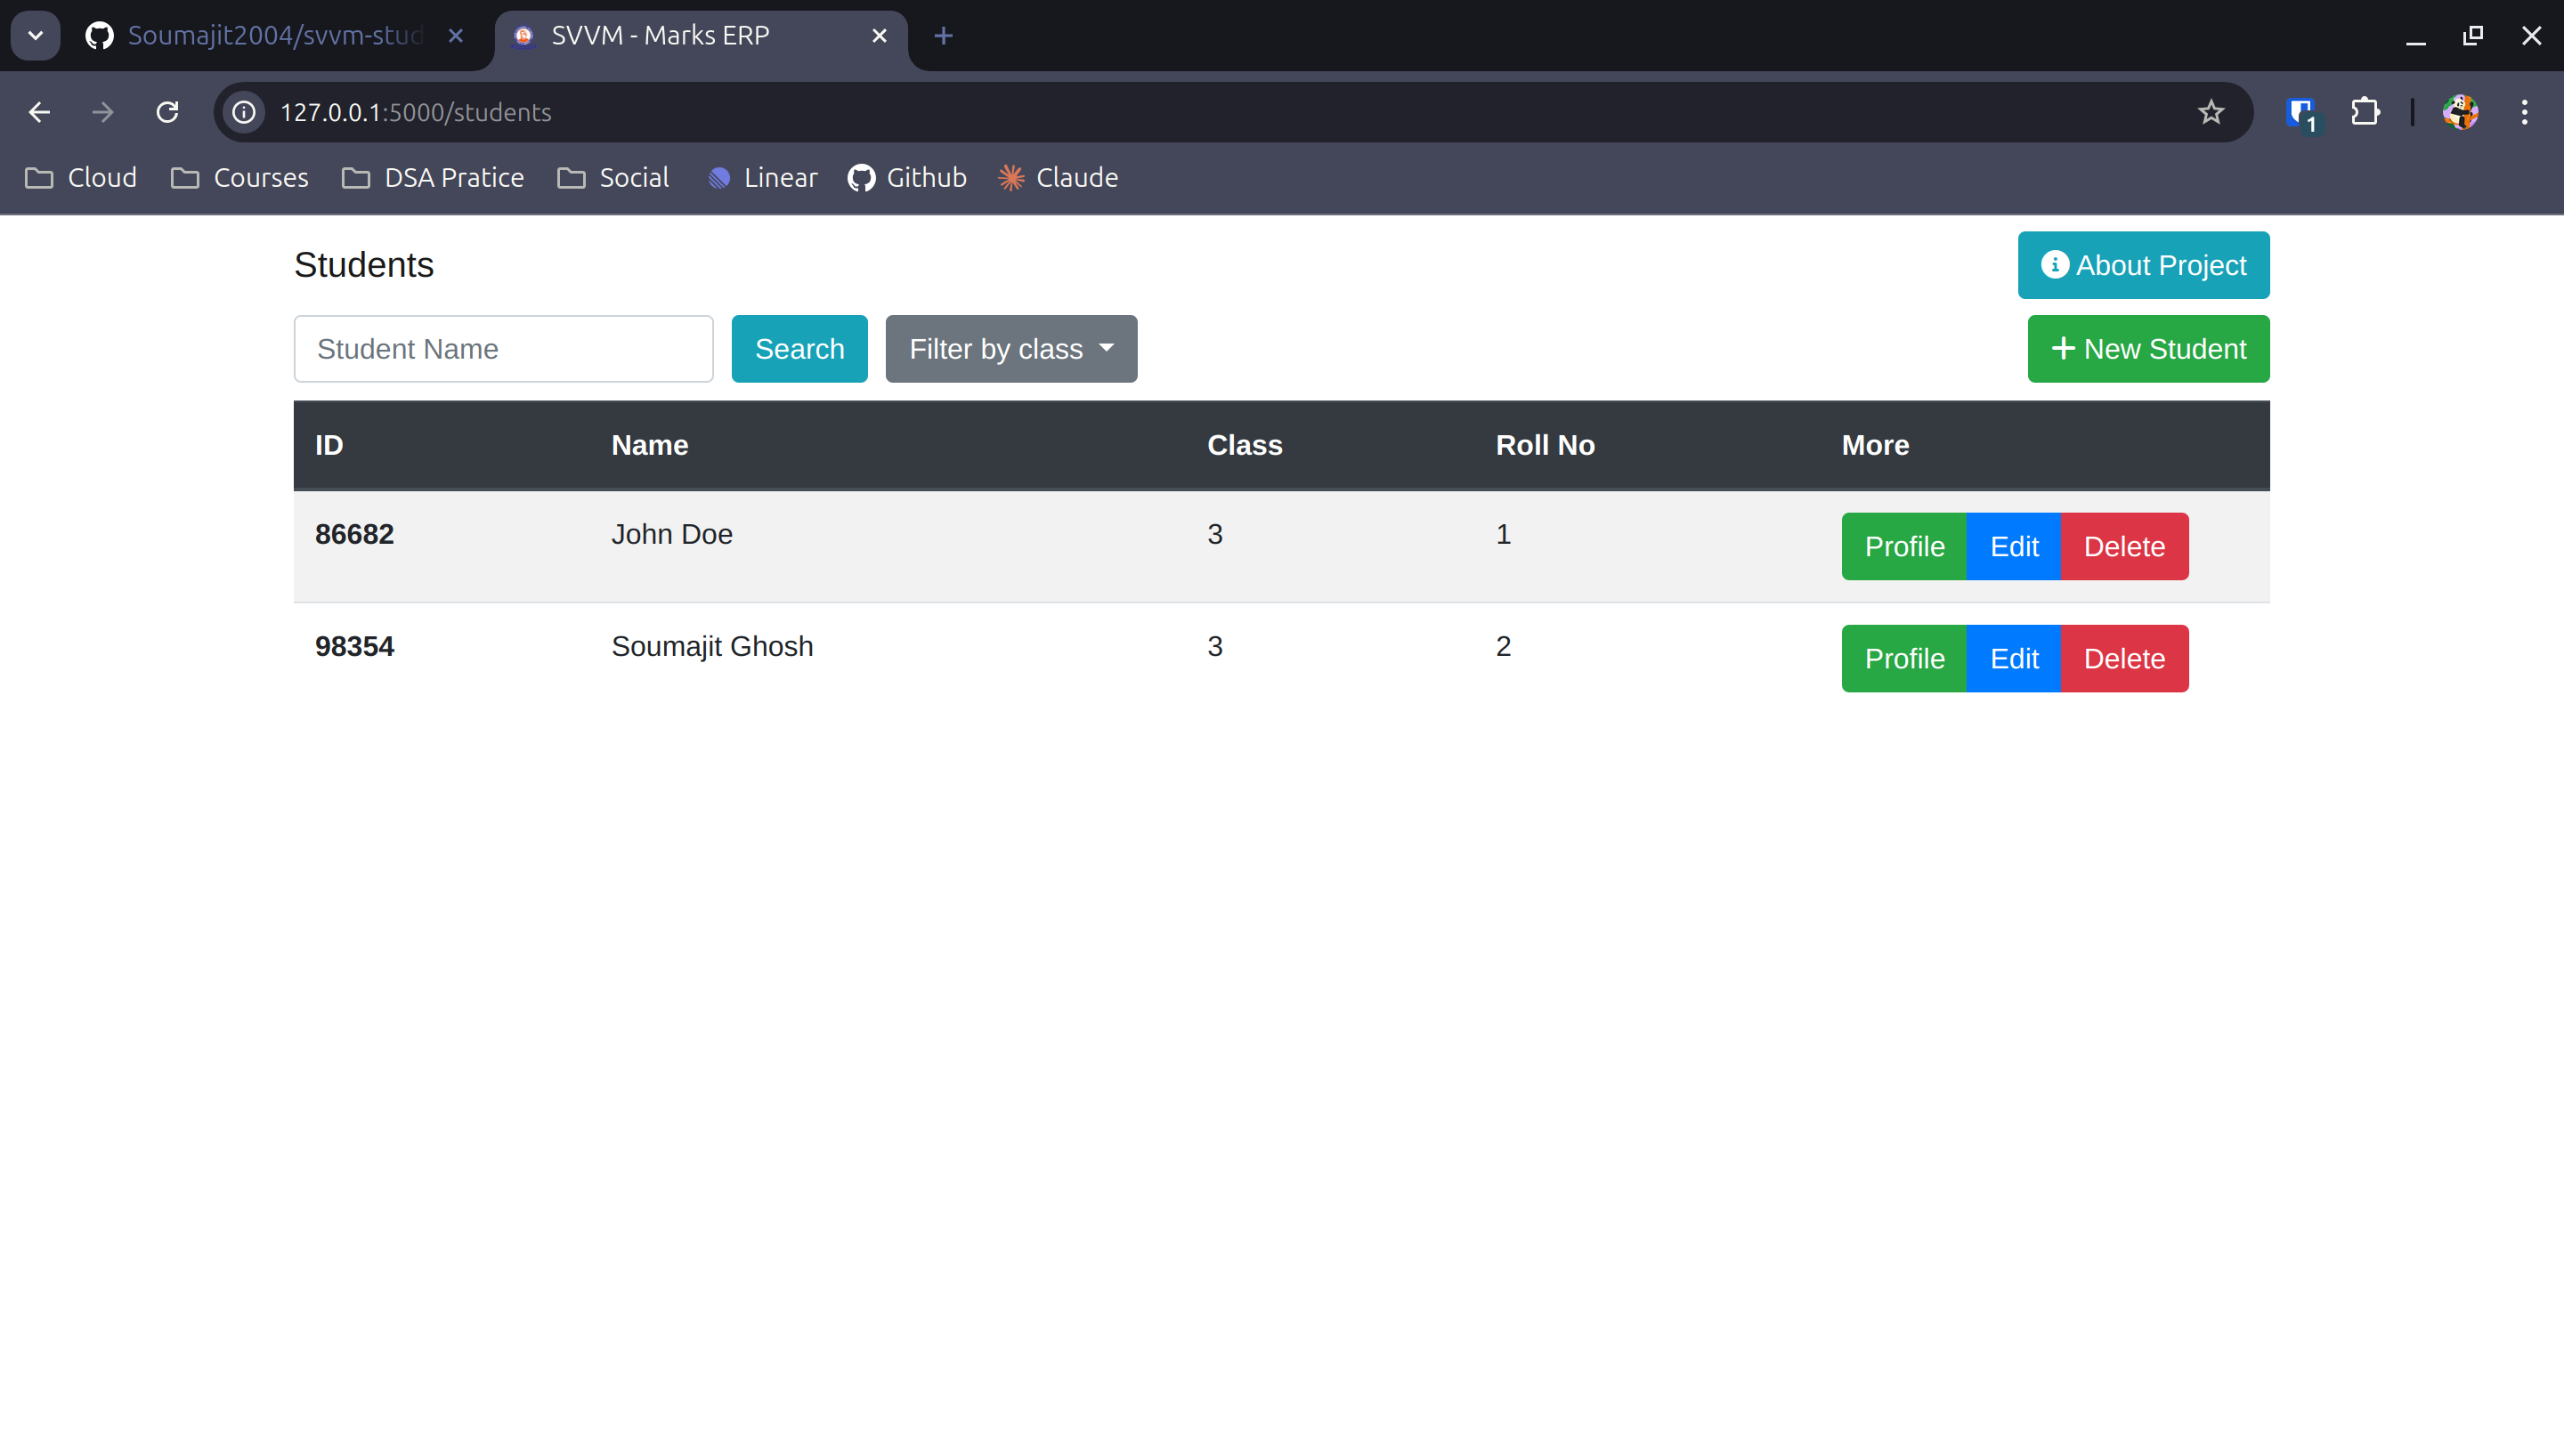 Soumajit2004/svvm-stud
SVVM - Marks ERP
127.0.0.1:5000/students
1
Cloud Courses DSA Pratice Social Linear Github Claude
Students
About Project
Student Name Search Filter by class
New Student
ID Name Class Roll No More
86682 John Doe 3 1 Profile Edit Delete
98354 Soumajit Ghosh 3 2 Profile Edit Delete